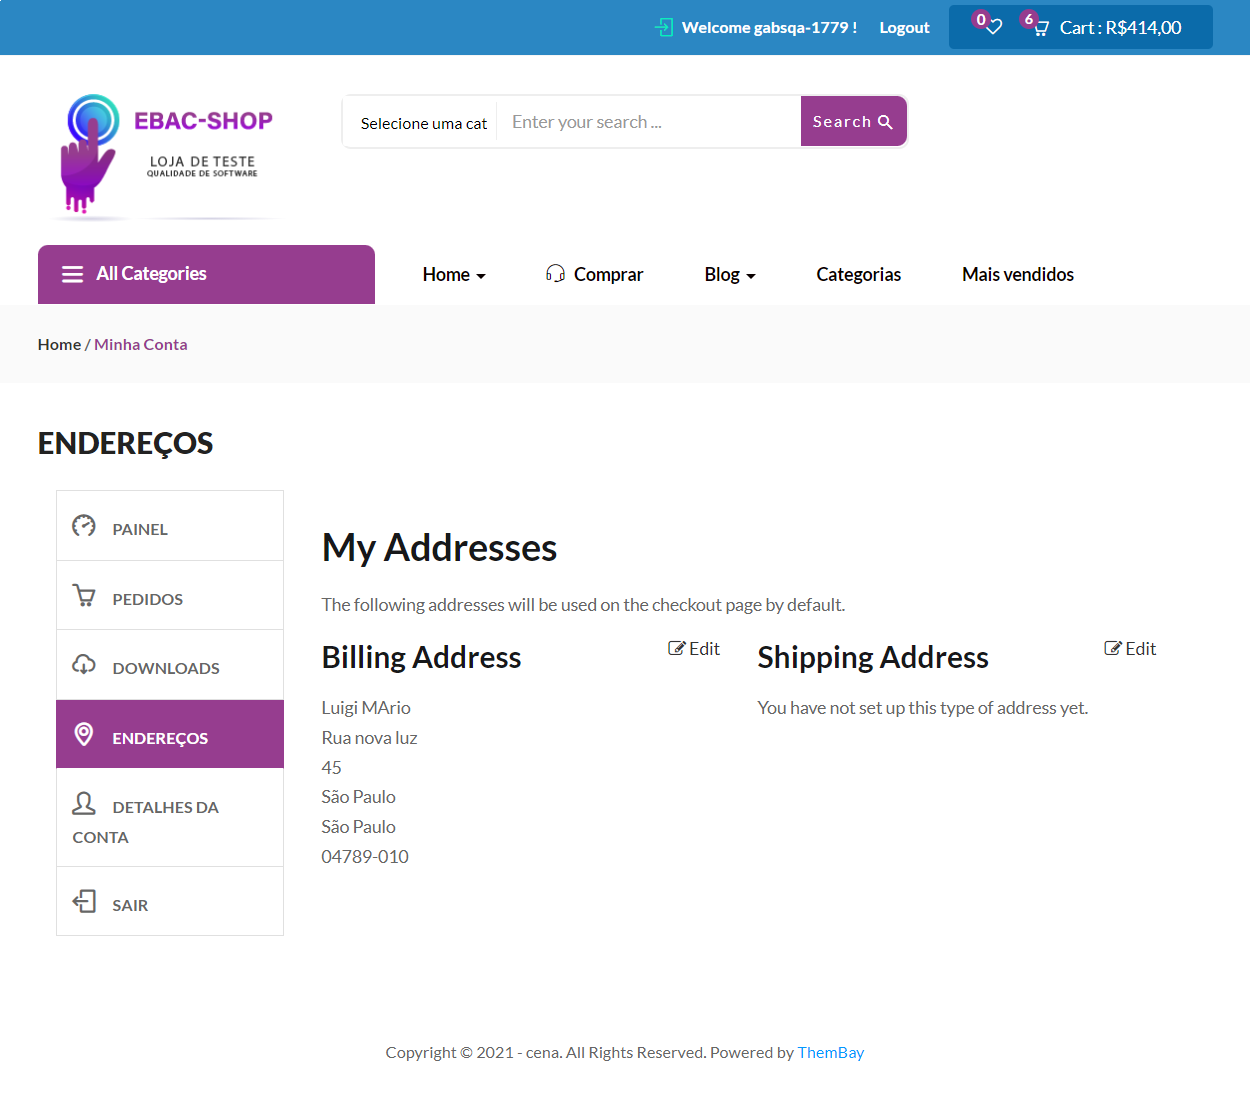 Welcome gabsqa-1779 ! Logout 0 6 Cart : R$414,00
EBAC-SHOP
LOJA DE TESTE
QUALIDADE DE SOFTWARE
Selecione uma cat Enter your search ... Search
All Categories Home Comprar Blog Categorias Mais vendidos
Home / Minha Conta
ENDEREÇOS
PAINEL
PEDIDOS
DOWNLOADS
ENDEREÇOS
DETALHES DA
CONTA
SAIR
My Addresses
The following addresses will be used on the checkout page by default.
Billing Address Edit
Luigi MArio
Rua nova luz
45
São Paulo
São Paulo
04789-010
Shipping Address Edit
You have not set up this type of address yet.
Copyright © 2021 - cena. All Rights Reserved. Powered by ThemBay